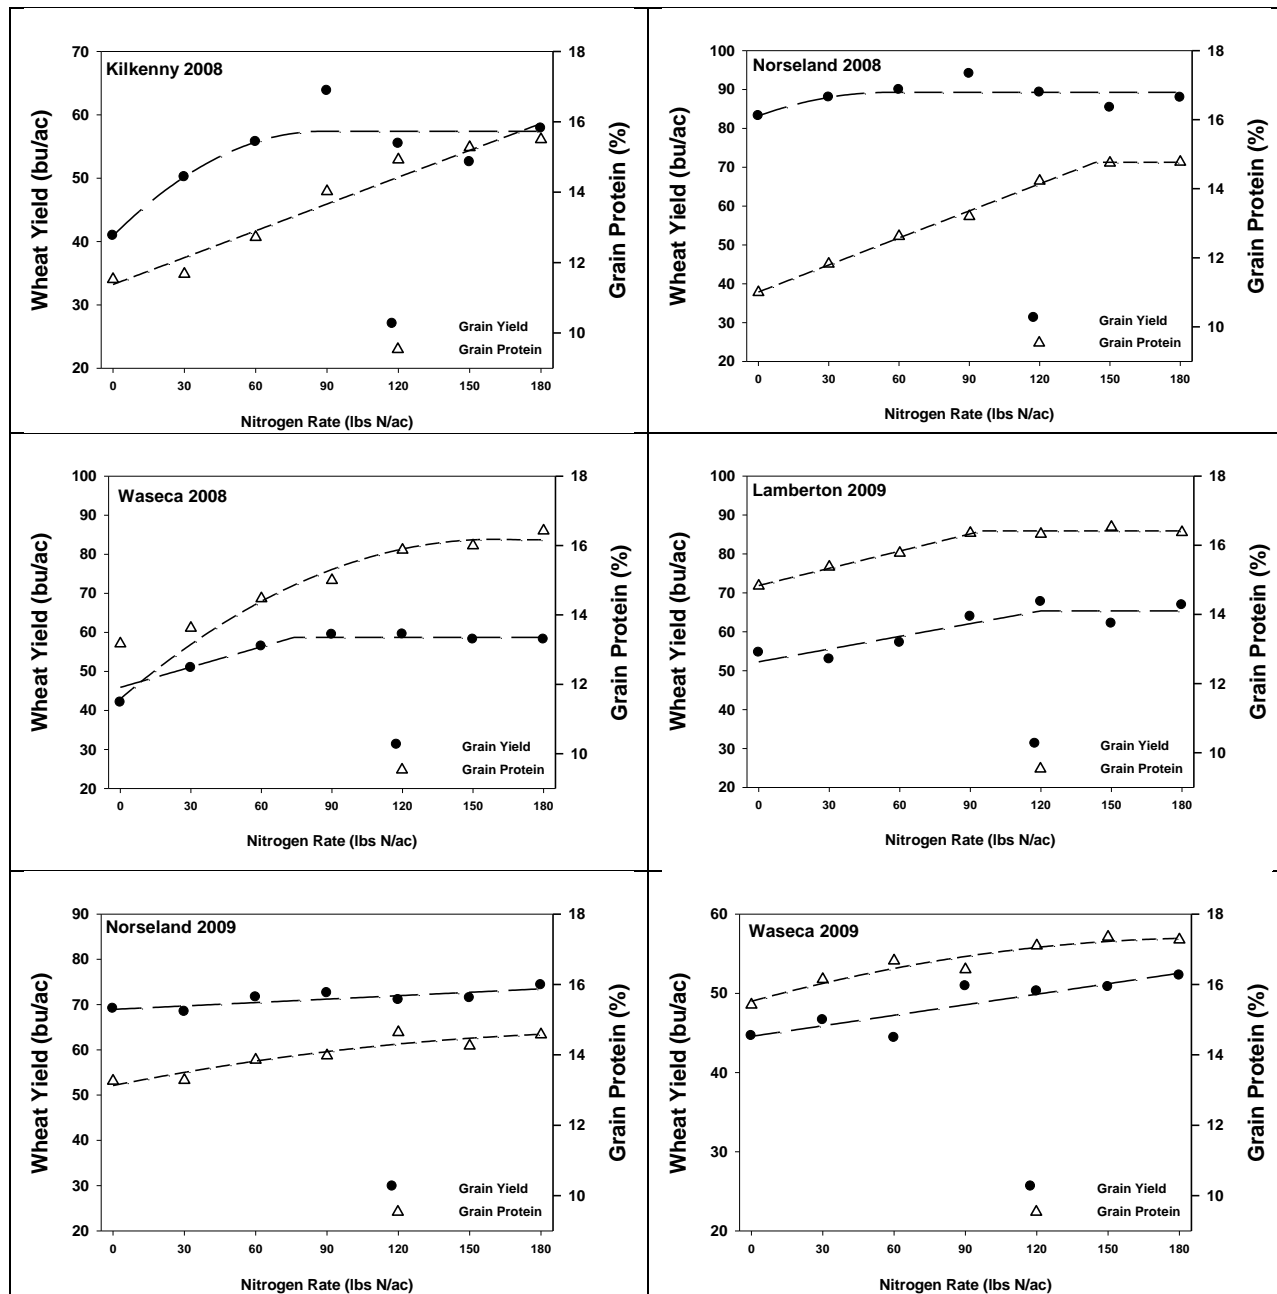 Kilkenny 2008
Wheat Yield (bu/ac)
70
60
50
40
30
20
Grain Protein (%)
18
16
14
12
10
Grain Yield
Grain Protein
0 30 60 90 120 150 180
Nitrogen Rate (lbs N/ac)
Norseland 2008
Wheat Yield (bu/ac)
100
90
80
70
60
50
40
30
20
Grain Protein (%)
18
16
14
12
10
Grain Yield
Grain Protein
0 30 60 90 120 150 180
Nitrogen Rate (lbs N/ac)
Waseca 2008
Wheat Yield (bu/ac)
100
90
80
70
60
50
40
30
20
Grain Protein (%)
18
16
14
12
10
Grain Yield
Grain Protein
0 30 60 90 120 150 180
Nitrogen Rate (lbs N/ac)
Lamberton 2009
Wheat Yield (bu/ac)
100
90
80
70
60
50
40
30
20
Grain Protein (%)
18
16
14
12
10
Grain Yield
Grain Protein
0 30 60 90 120 150 180
Nitrogen Rate (lbs N/ac)
Norseland 2009
Wheat Yield (bu/ac)
90
80
70
60
50
40
30
20
Grain Protein (%)
18
16
14
12
10
Grain Yield
Grain Protein
0 30 60 90 120 150 180
Nitrogen Rate (lbs N/ac)
Waseca 2009
Wheat Yield (bu/ac)
60
50
40
30
20
Grain Protein (%)
18
16
14
12
10
Grain Yield
Grain Protein
0 30 60 90 120 150 180
Nitrogen Rate (lbs N/ac)